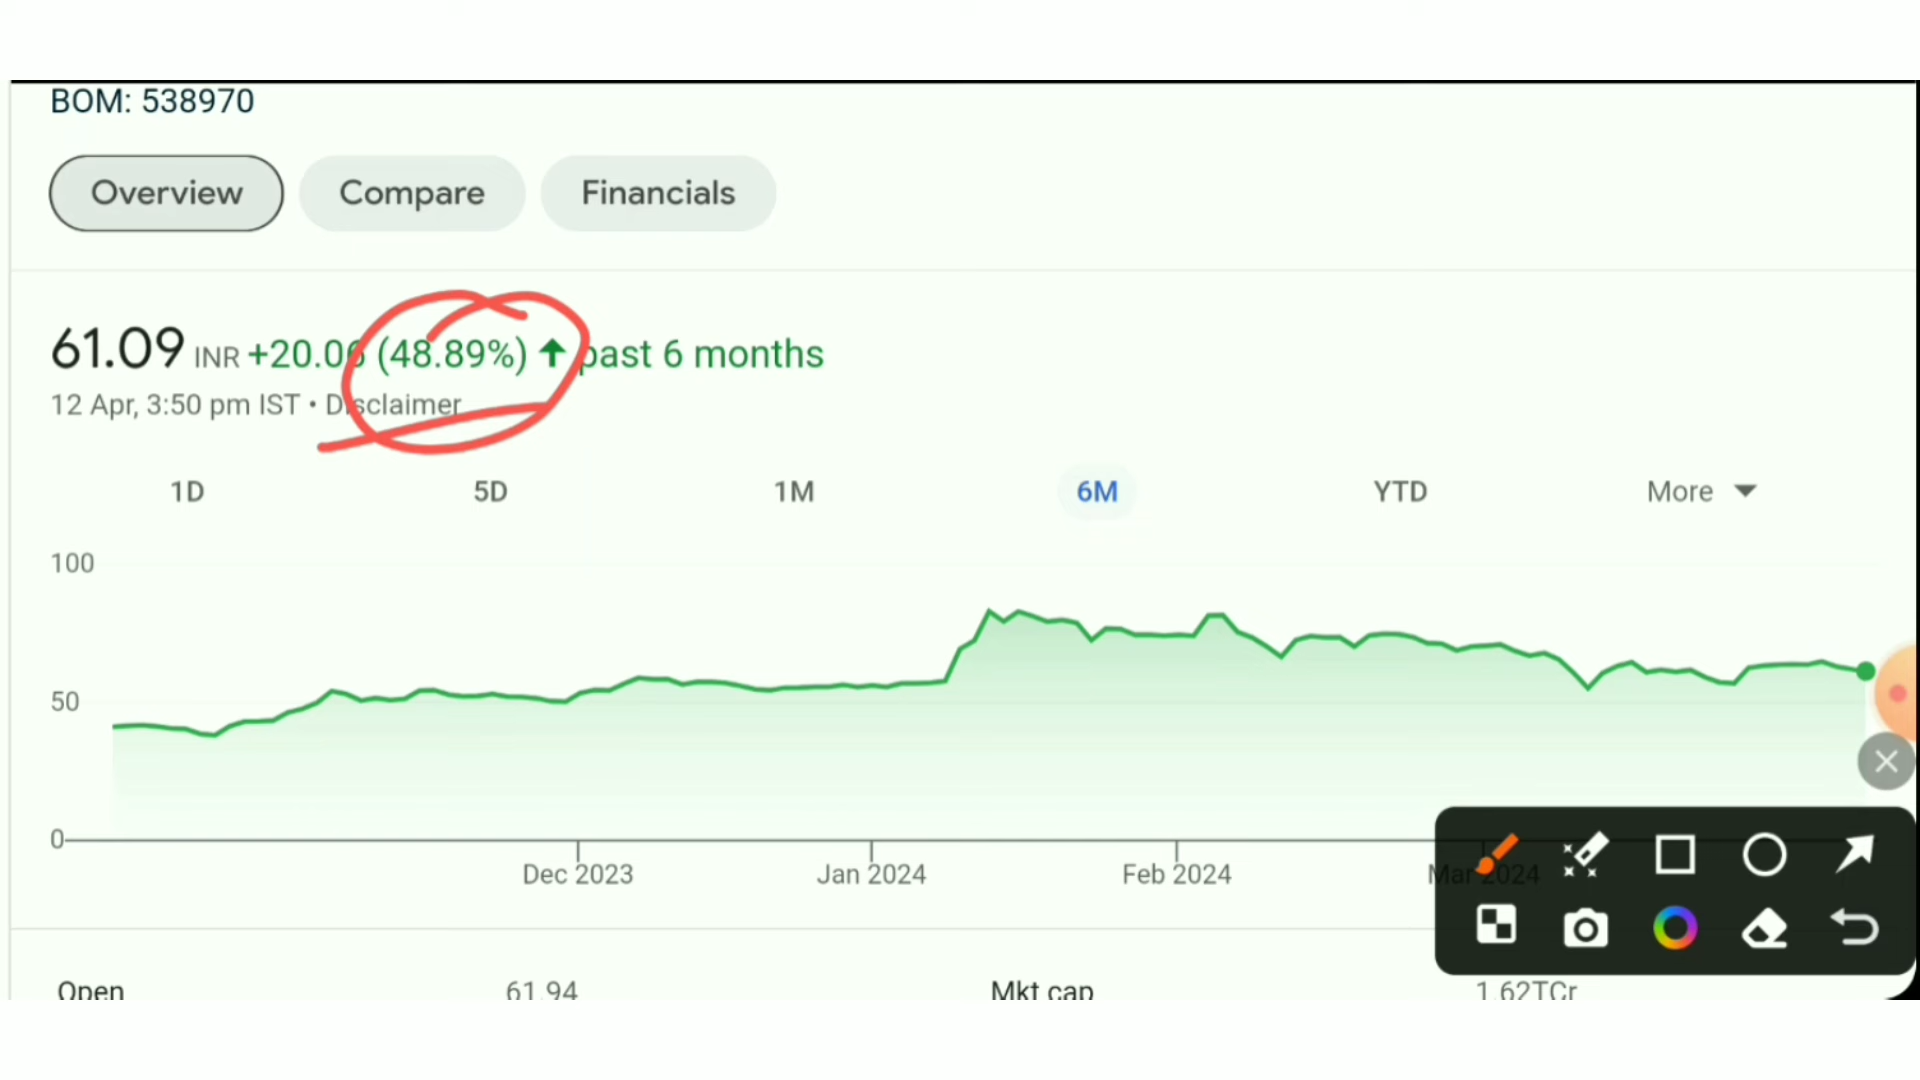 BOM: 538970
Overview Compare Financials
61.09 INR +20.06 (48.89%) past 6 months
12 Apr, 3:50 pm IST • Disclaimer
1D 5D 1M 6M YTD More
100
50
0
Dec 2023 Jan 2024 Feb 2024 Mar 2024
Open 61.94 Mkt cap 1.62TCr